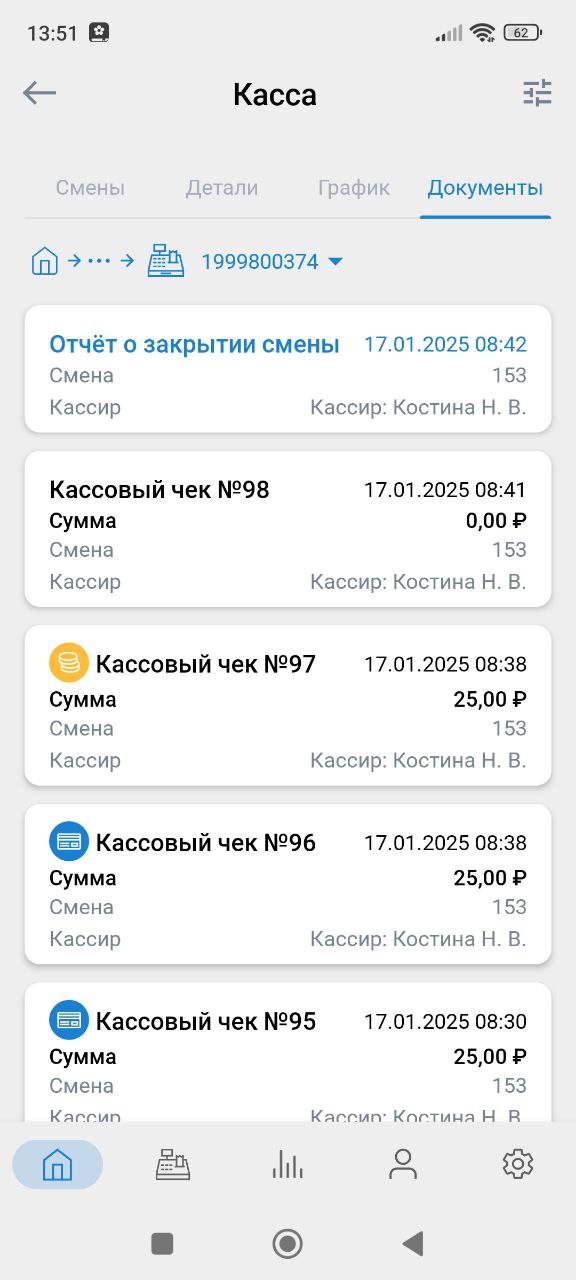 13:51 62
Касса
Смены Детали График Документы
1999800374
Отчёт о закрытии смены 17.01.2025 08:42
Смена 153
Кассир Кассир: Костина Н. В.
Кассовый чек №98 17.01.2025 08:41
Сумма 0,00 ₽
Смена 153
Кассир Кассир: Костина Н. В.
Кассовый чек №97 17.01.2025 08:38
Сумма 25,00 ₽
Смена 153
Кассир Кассир: Костина Н. В.
Кассовый чек №96 17.01.2025 08:38
Сумма 25,00 ₽
Смена 153
Кассир Кассир: Костина Н. В.
Кассовый чек №95 17.01.2025 08:30
Сумма 25,00 ₽
Смена 153
Кассир Кассир: Костина Н. В.